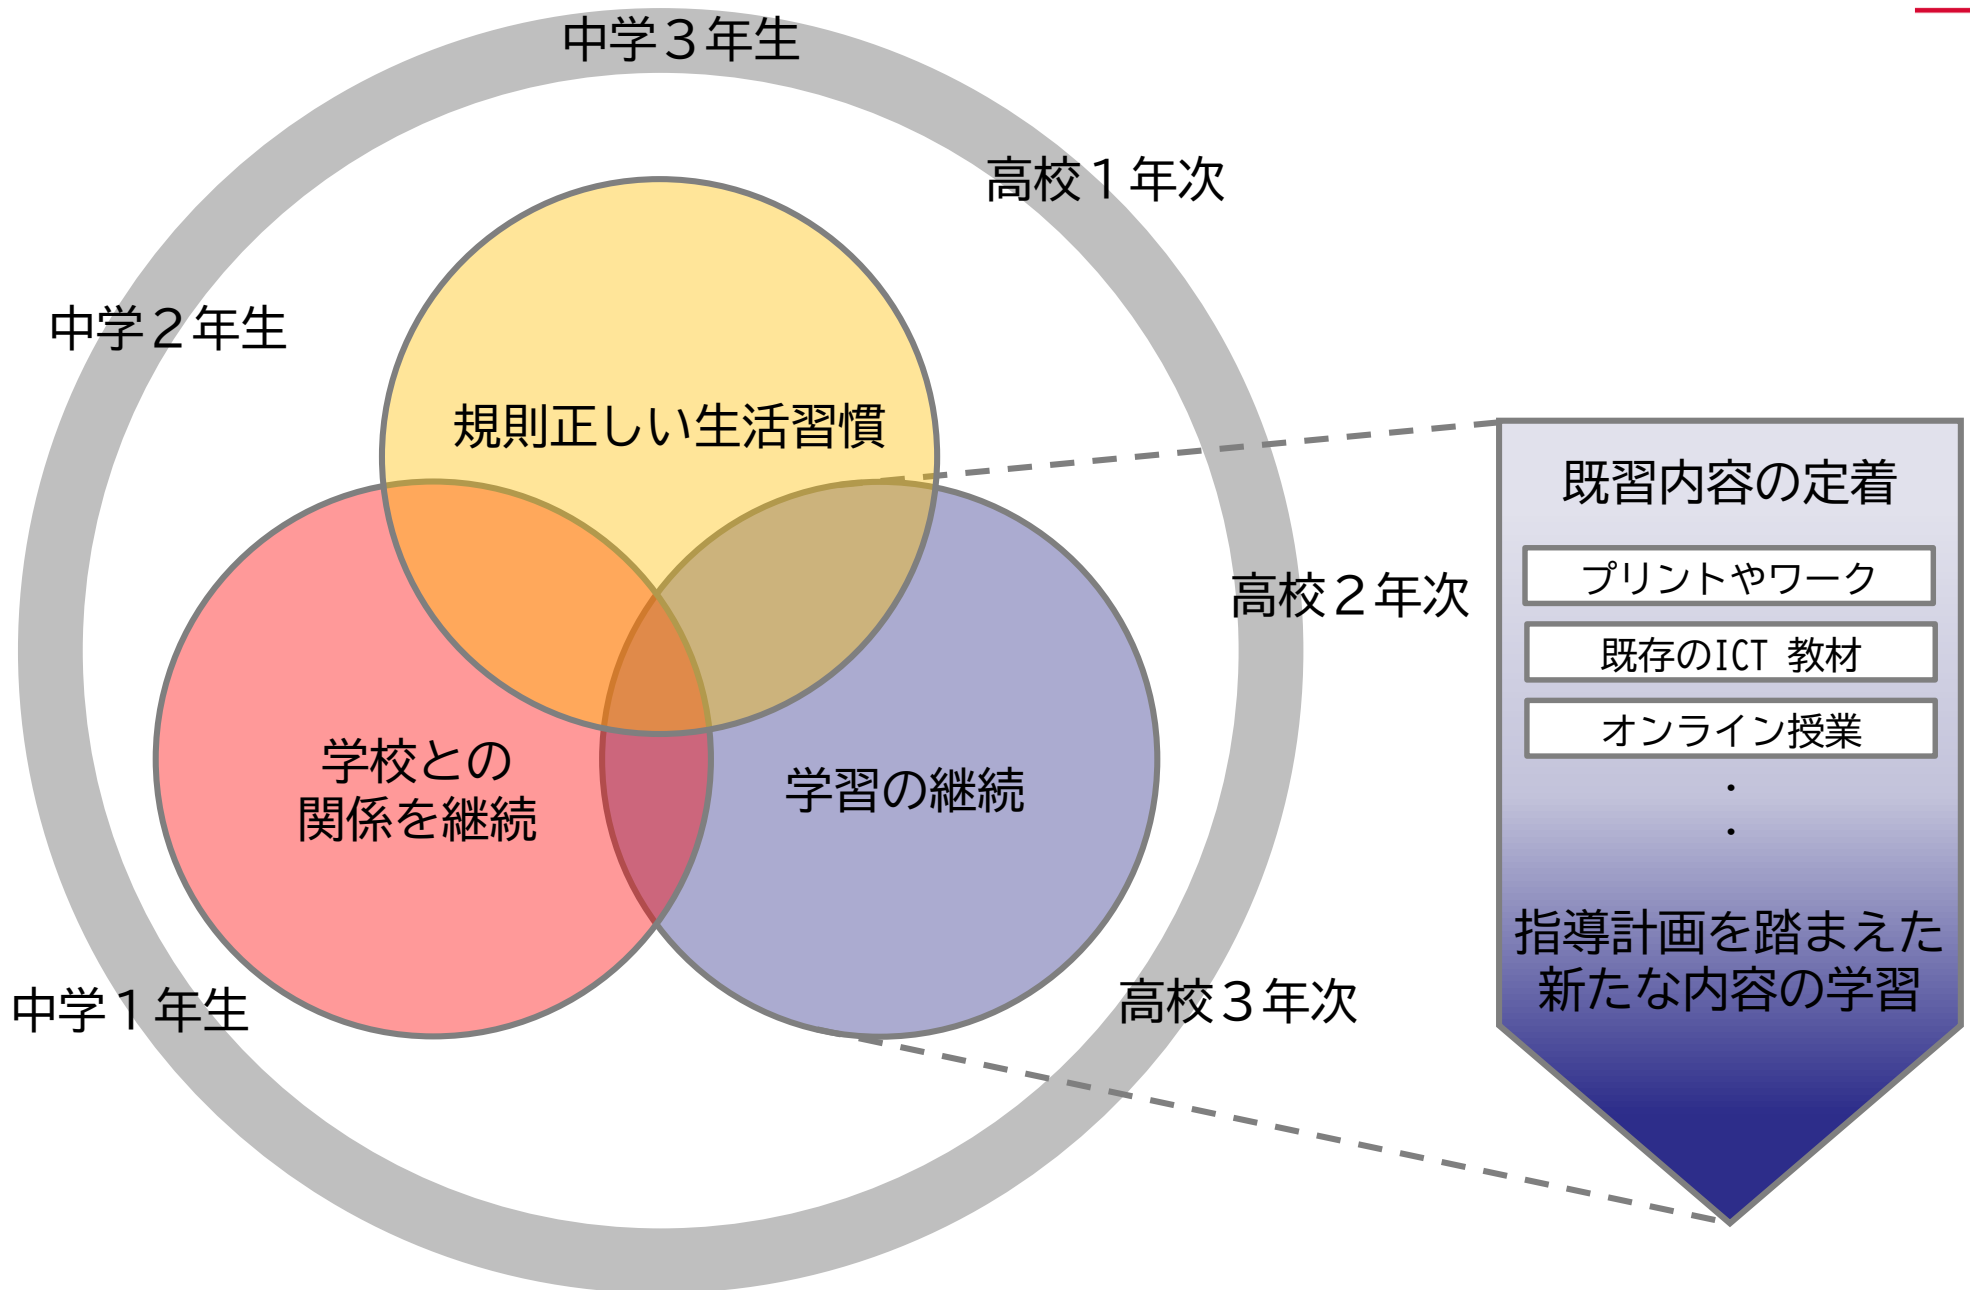 中学３年生
高校１年次
中学２年生
規則正しい生活習慣
高校２年次
学校との
関係を継続
学習の継続
中学１年生
高校３年次
既習内容の定着
プリントやワーク
既存のICT 教材
オンライン授業
・
・
指導計画を踏まえた
新たな内容の学習